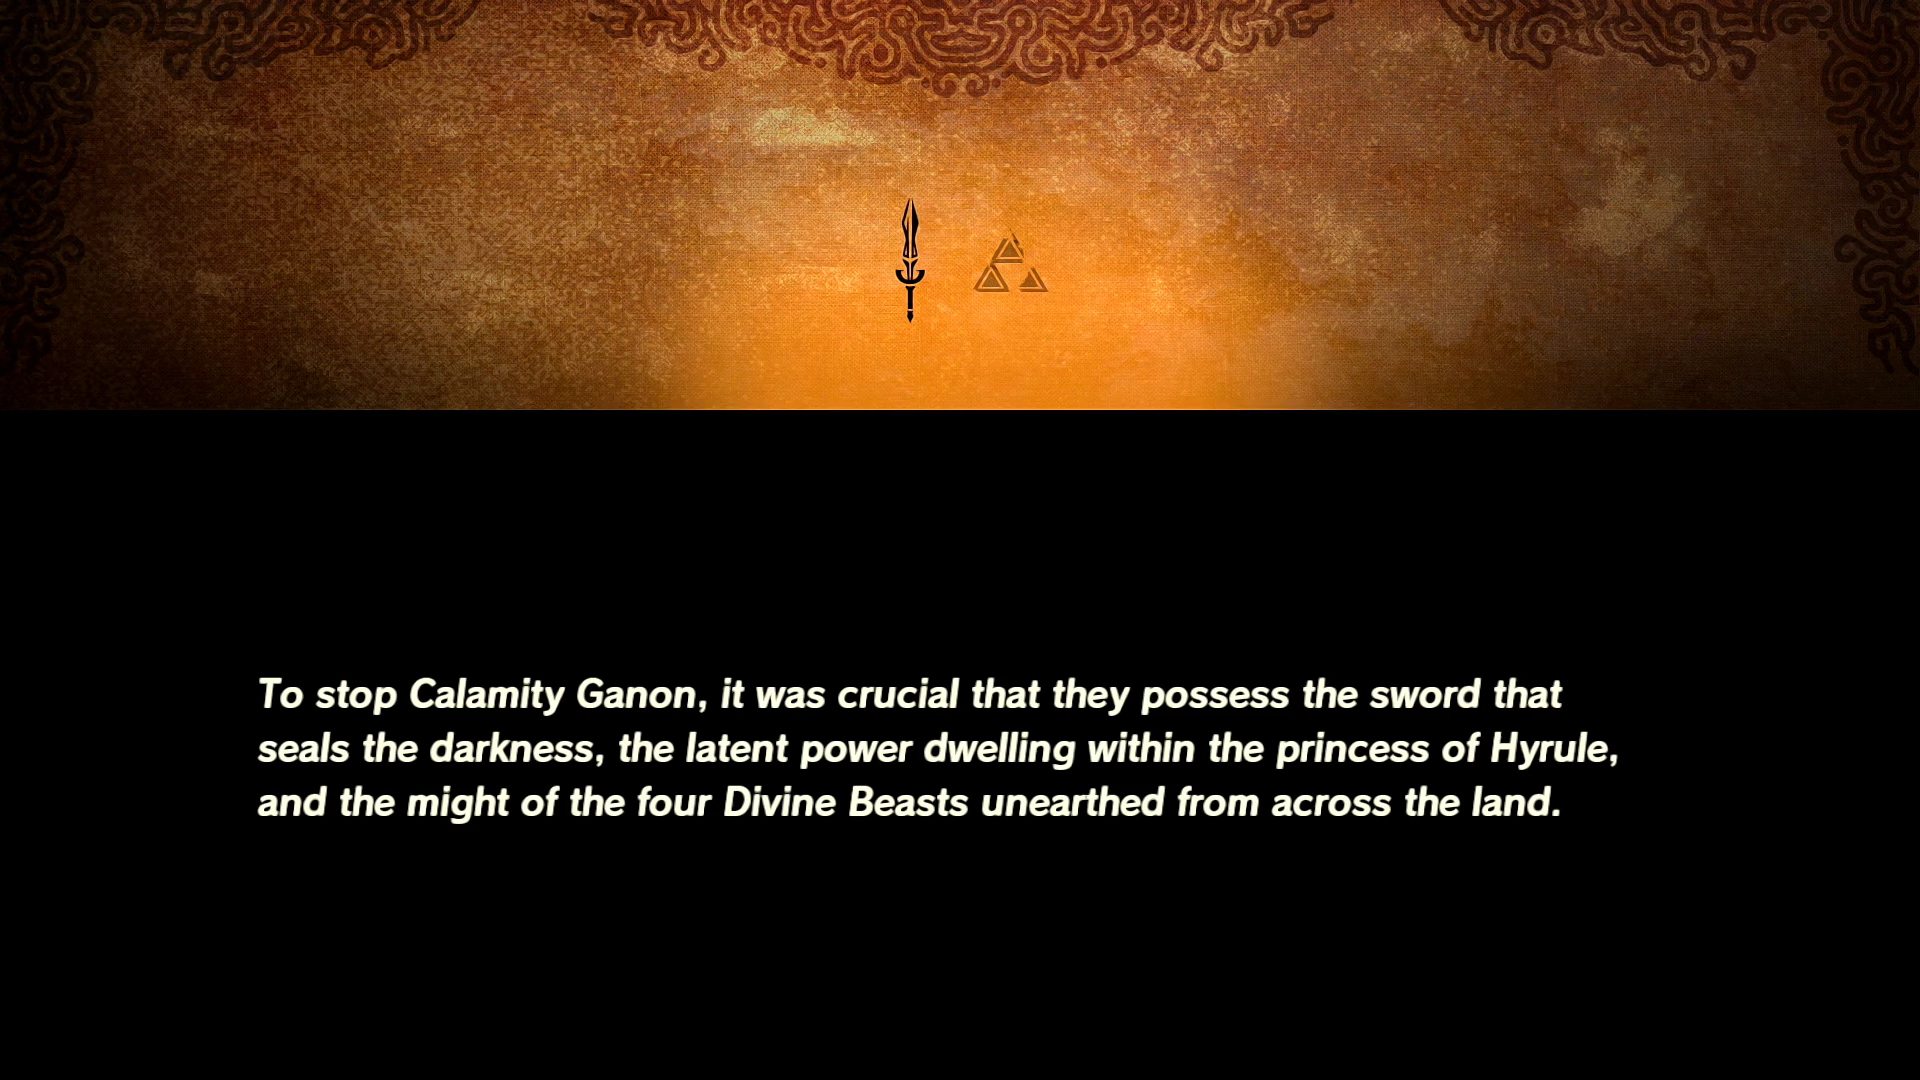 To stop Calamity Ganon, it was crucial that they possess the sword that
seals the darkness, the latent power dwelling within the princess of Hyrule,
and the might of the four Divine Beasts unearthed from across the land.